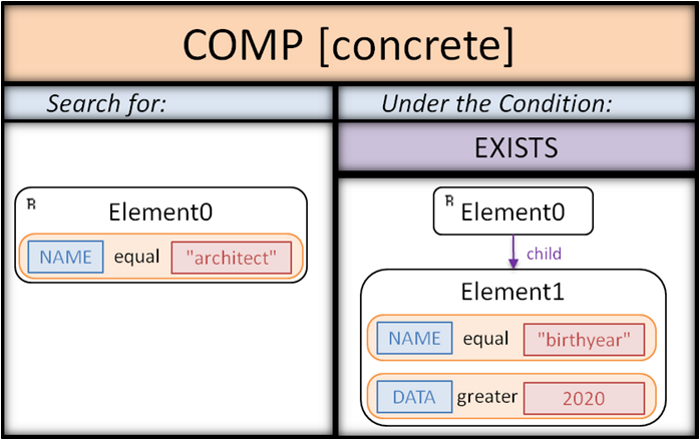 COMP [concrete]
Search for:
Under the Condition:
EXISTS
R Element0
NAME equal "architect"
R Element0
child
Element1
NAME equal "birthyear"
DATA greater 2020